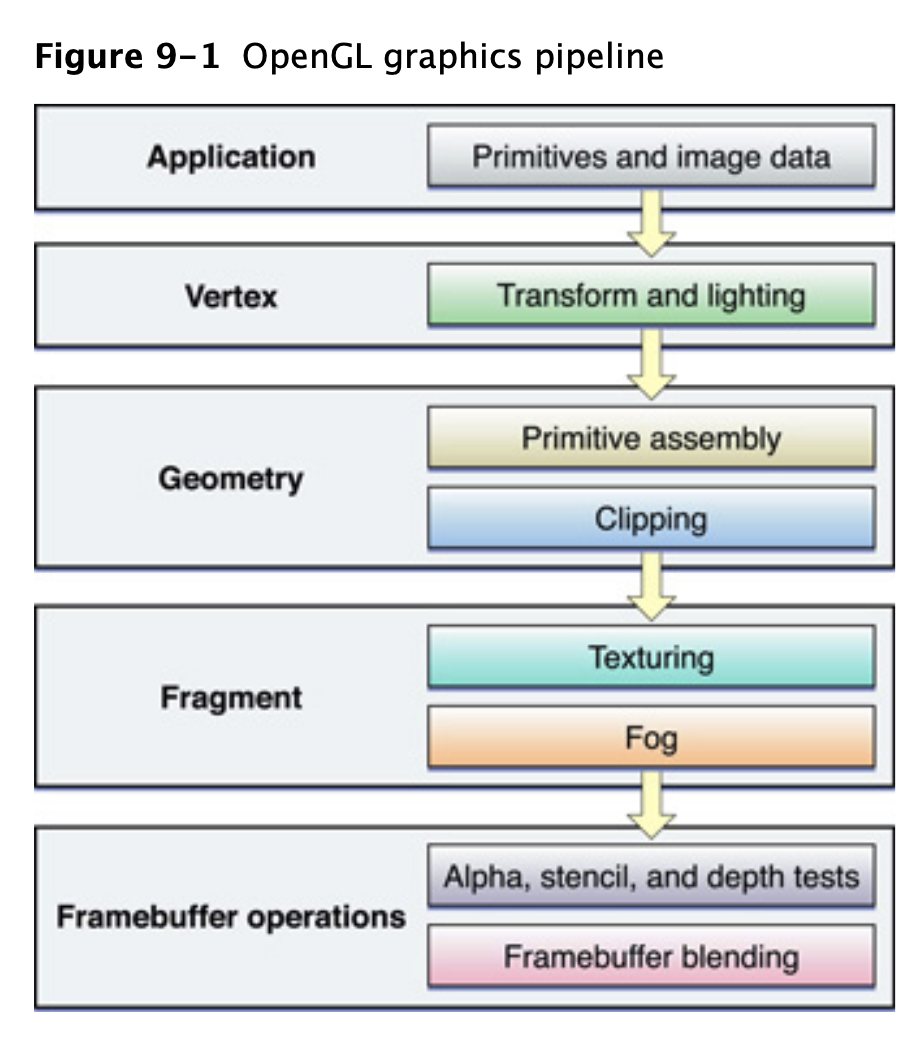 Figure 9-1 OpenGL graphics pipeline
Application
Primitives and image data
Vertex
Transform and lighting
Geometry
Primitive assembly
Clipping
Fragment
Texturing
Fog
Framebuffer operations
Alpha, stencil, and depth tests
Framebuffer blending